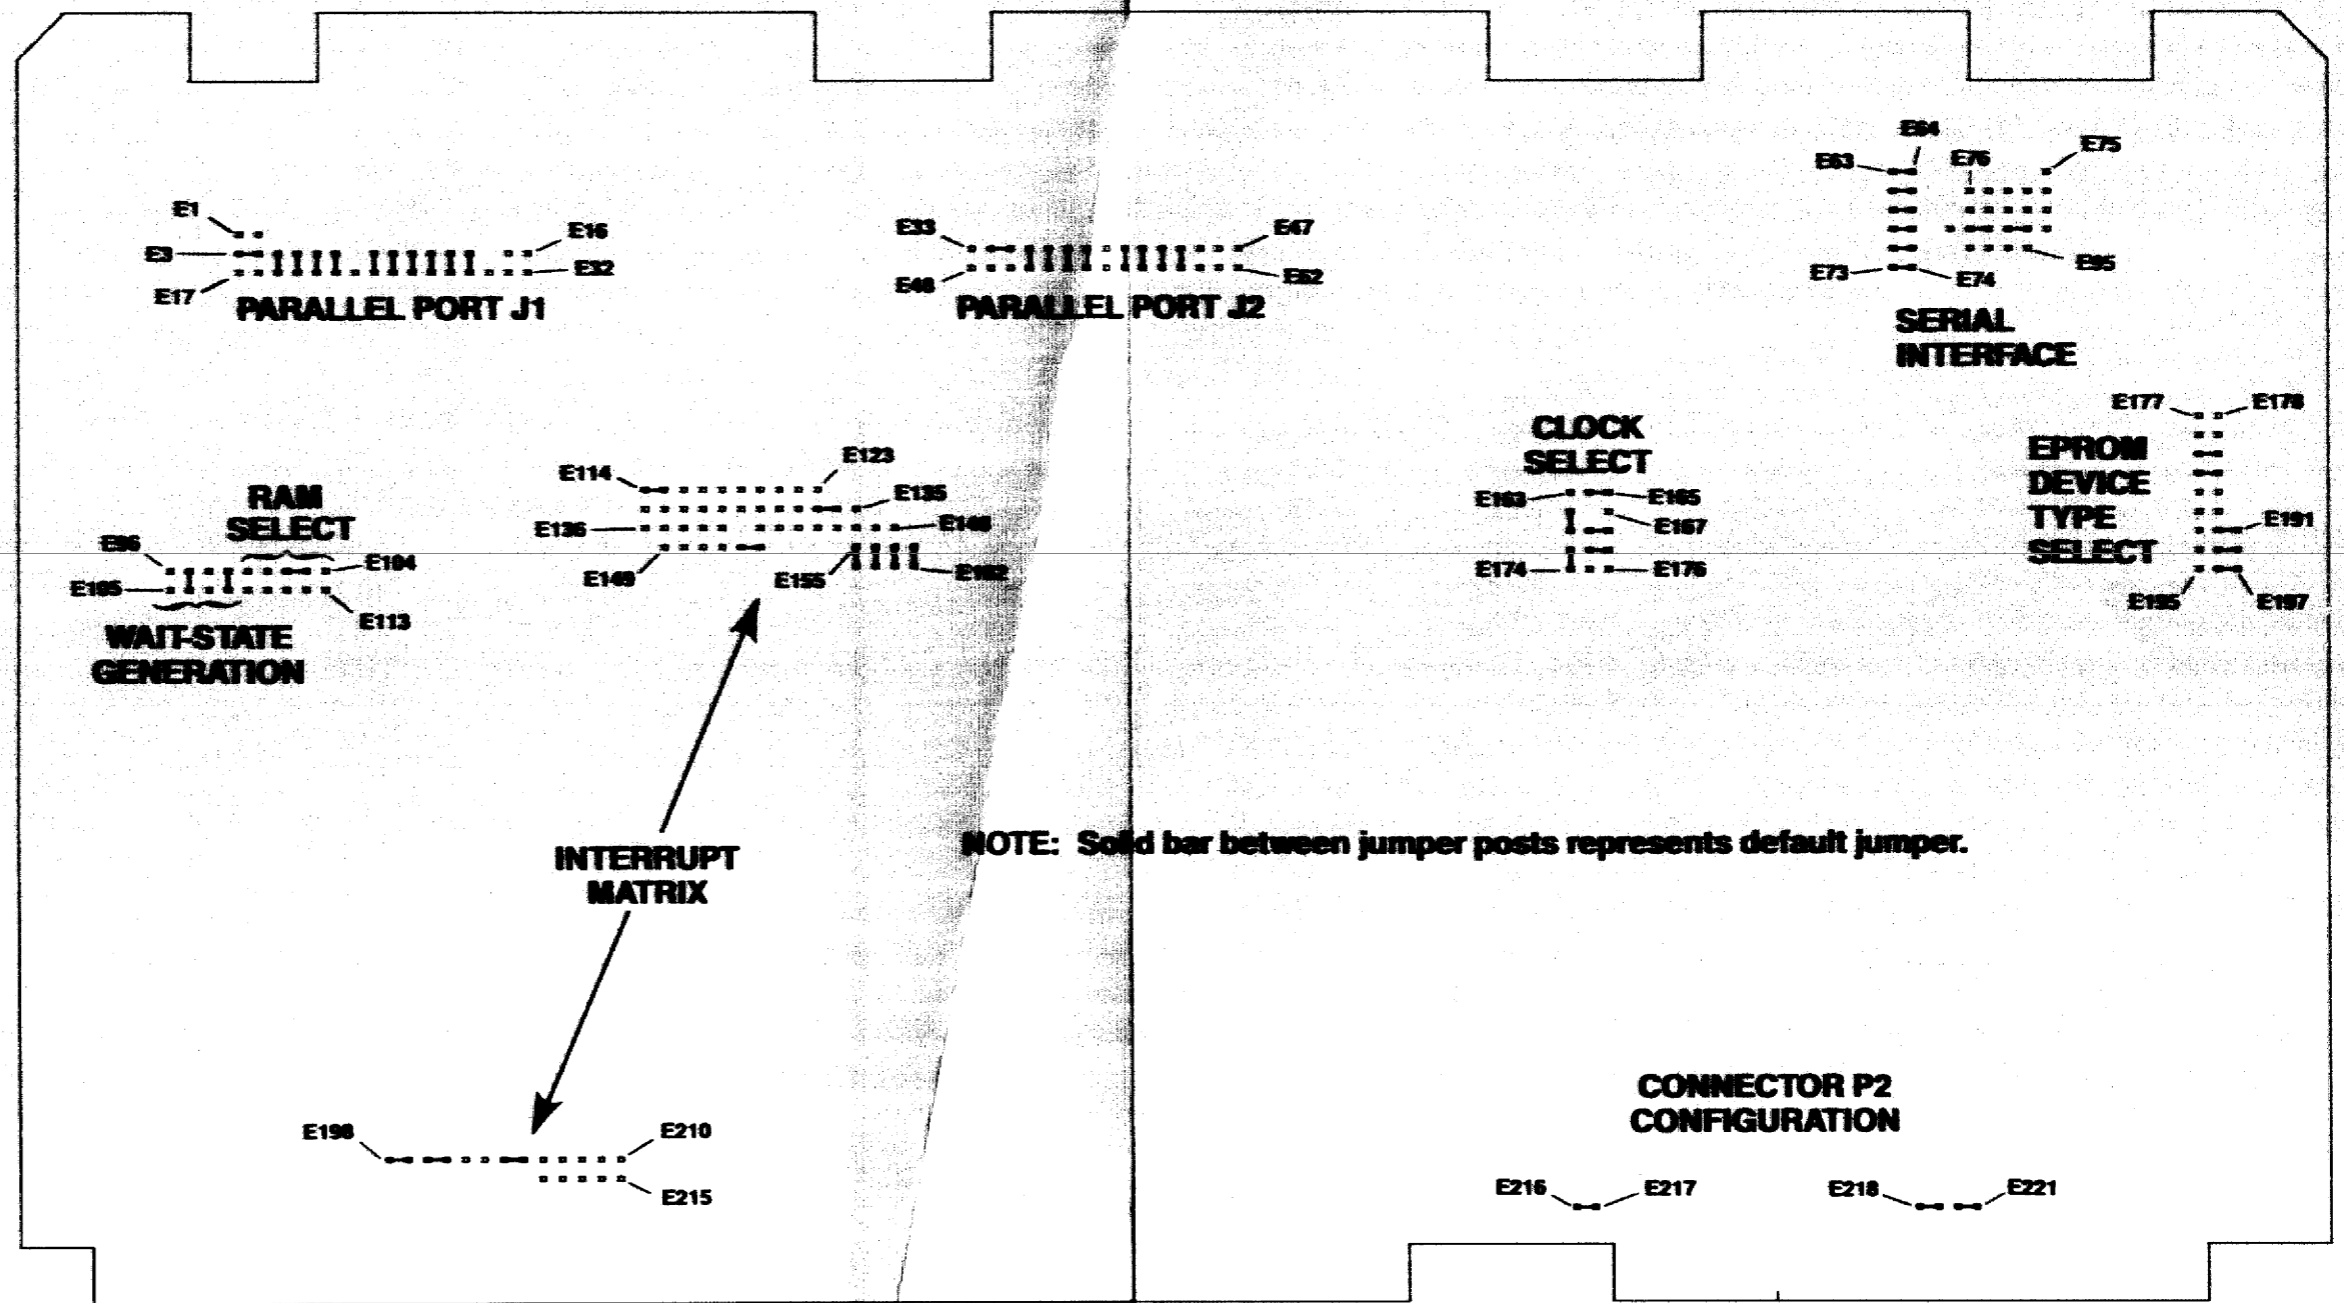 E64
E63
E76
E75
E1
E16
E33
E47
E3
E32
E73
E74
E95
E17
E48
E62
PARALLEL PORT J1
PARALLEL PORT J2
SERIAL
INTERFACE
E177
E178
CLOCK
SELECT
EPROM
DEVICE
TYPE
SELECT
E114
E123
RAM
SELECT
E135
E163
E165
E136
E148
E167
E191
E96
E104
E149
E155
E162
E174
E176
E105
E113
E195
E197
WAIT-STATE
GENERATION
INTERRUPT
MATRIX
NOTE: Solid bar between jumper posts represents default jumper.
CONNECTOR P2
CONFIGURATION
E198
E210
E215
E216
E217
E218
E221